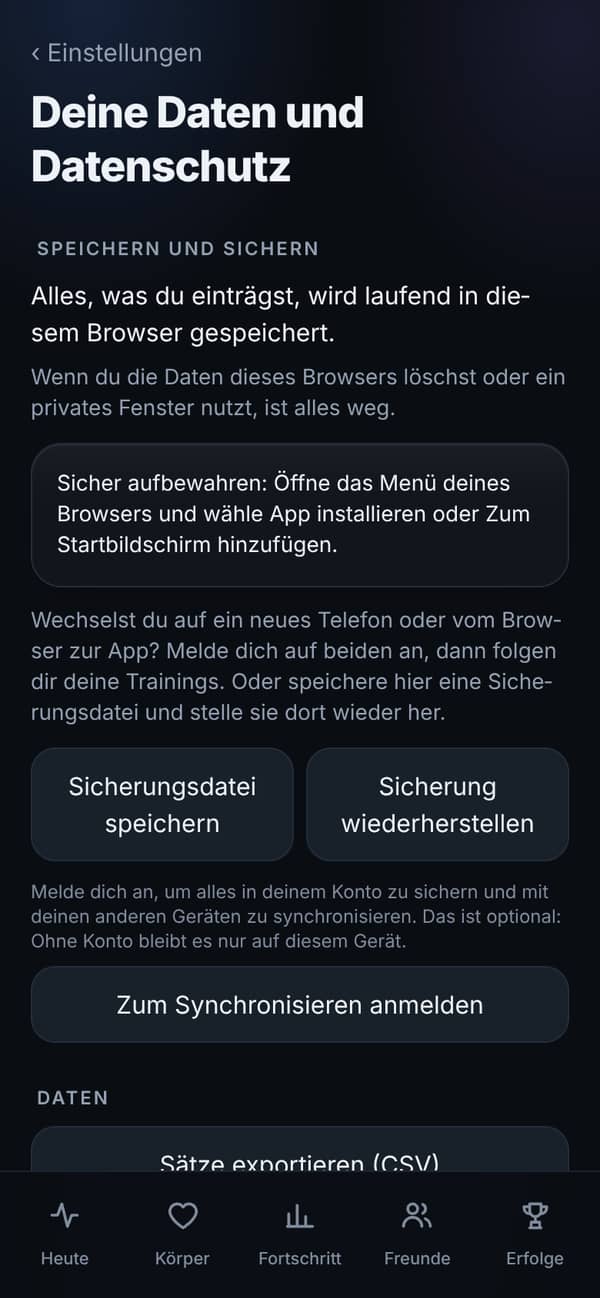 ‹ Einstellungen
Deine Daten und
Datenschutz
SPEICHERN UND SICHERN
Alles, was du einträgst, wird laufend in die-
sem Browser gespeichert.
Wenn du die Daten dieses Browsers löschst oder ein
privates Fenster nutzt, ist alles weg.
Sicher aufbewahren: Öffne das Menü deines
Browsers und wähle App installieren oder Zum
Startbildschirm hinzufügen.
Wechselst du auf ein neues Telefon oder vom Brow-
ser zur App? Melde dich auf beiden an, dann folgen
dir deine Trainings. Oder speichere hier eine Siche-
rungsdatei und stelle sie dort wieder her.
Sicherungsdatei
speichern
Sicherung
wiederherstellen
Melde dich an, um alles in deinem Konto zu sichern und mit
deinen anderen Geräten zu synchronisieren. Das ist optional:
Ohne Konto bleibt es nur auf diesem Gerät.
Zum Synchronisieren anmelden
DATEN
Sätze exportieren (CSV)
Heute
Körper
Fortschritt
Freunde
Erfolge